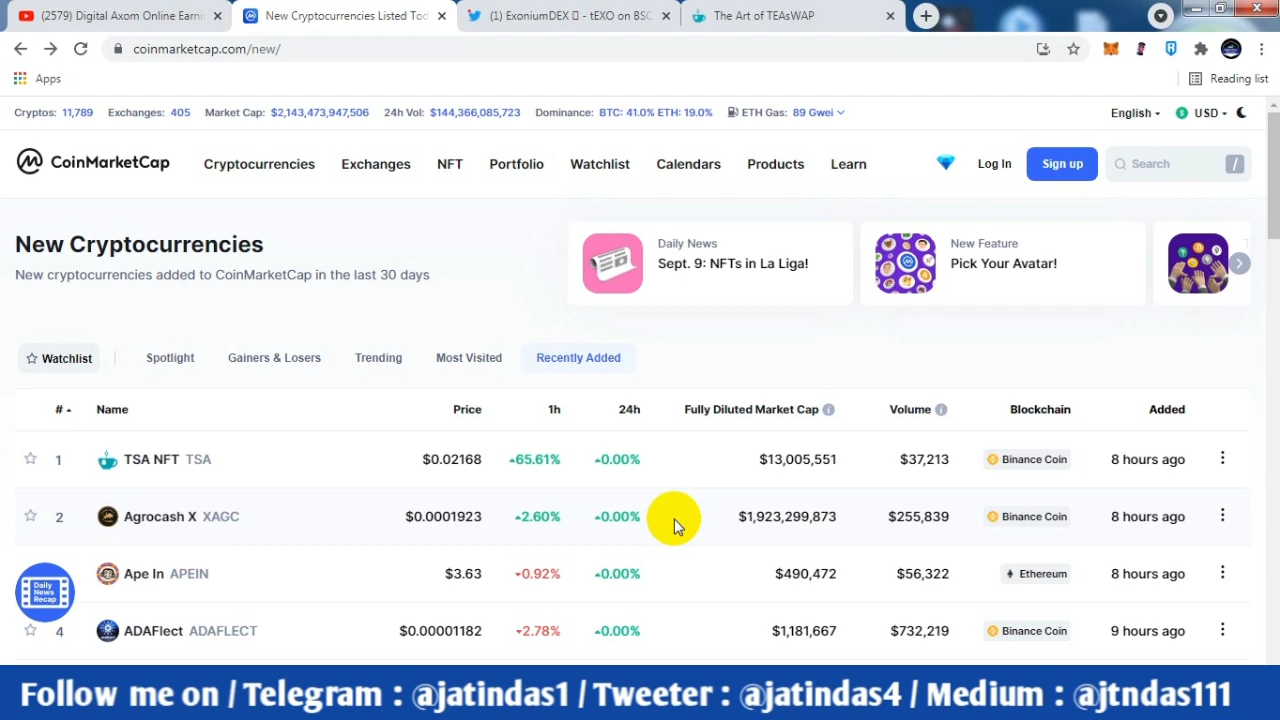 (2579) Digital Axom Online Earni
New Cryptocurrencies Listed Tod
(1) ExoniumDEX - tEXO on BSC
The Art of TEAsWAP
coinmarketcap.com/new/
Apps
Reading list
Cryptos: 11,789 Exchanges: 405 Market Cap: $2,143,473,947,506 24h Vol: $144,366,085,723 Dominance: BTC: 41.0% ETH: 19.0% ETH Gas: 89 Gwei
English USD
CoinMarketCap
Cryptocurrencies Exchanges NFT Portfolio Watchlist Calendars Products Learn
Log In Sign up Search /
New Cryptocurrencies
New cryptocurrencies added to CoinMarketCap in the last 30 days
Daily News
Sept. 9: NFTs in La Liga!
New Feature
Pick Your Avatar!
Watchlist Spotlight Gainers & Losers Trending Most Visited Recently Added
# Name Price 1h 24h Fully Diluted Market Cap Volume Blockchain Added
1 TSA NFT TSA $0.02168 65.61% 0.00% $13,005,551 $37,213 Binance Coin 8 hours ago
2 Agrocash X XAGC $0.0001923 2.60% 0.00% $1,923,299,873 $255,839 Binance Coin 8 hours ago
Ape In APEIN $3.63 0.92% 0.00% $490,472 $56,322 Ethereum 8 hours ago
Daily
News
Recap
4 ADAFlect ADAFLECT $0.00001182 2.78% 0.00% $1,181,667 $732,219 Binance Coin 9 hours ago
Follow me on / Telegram : @jatindas1 / Tweeter : @jatindas4 / Medium : @jtndas111